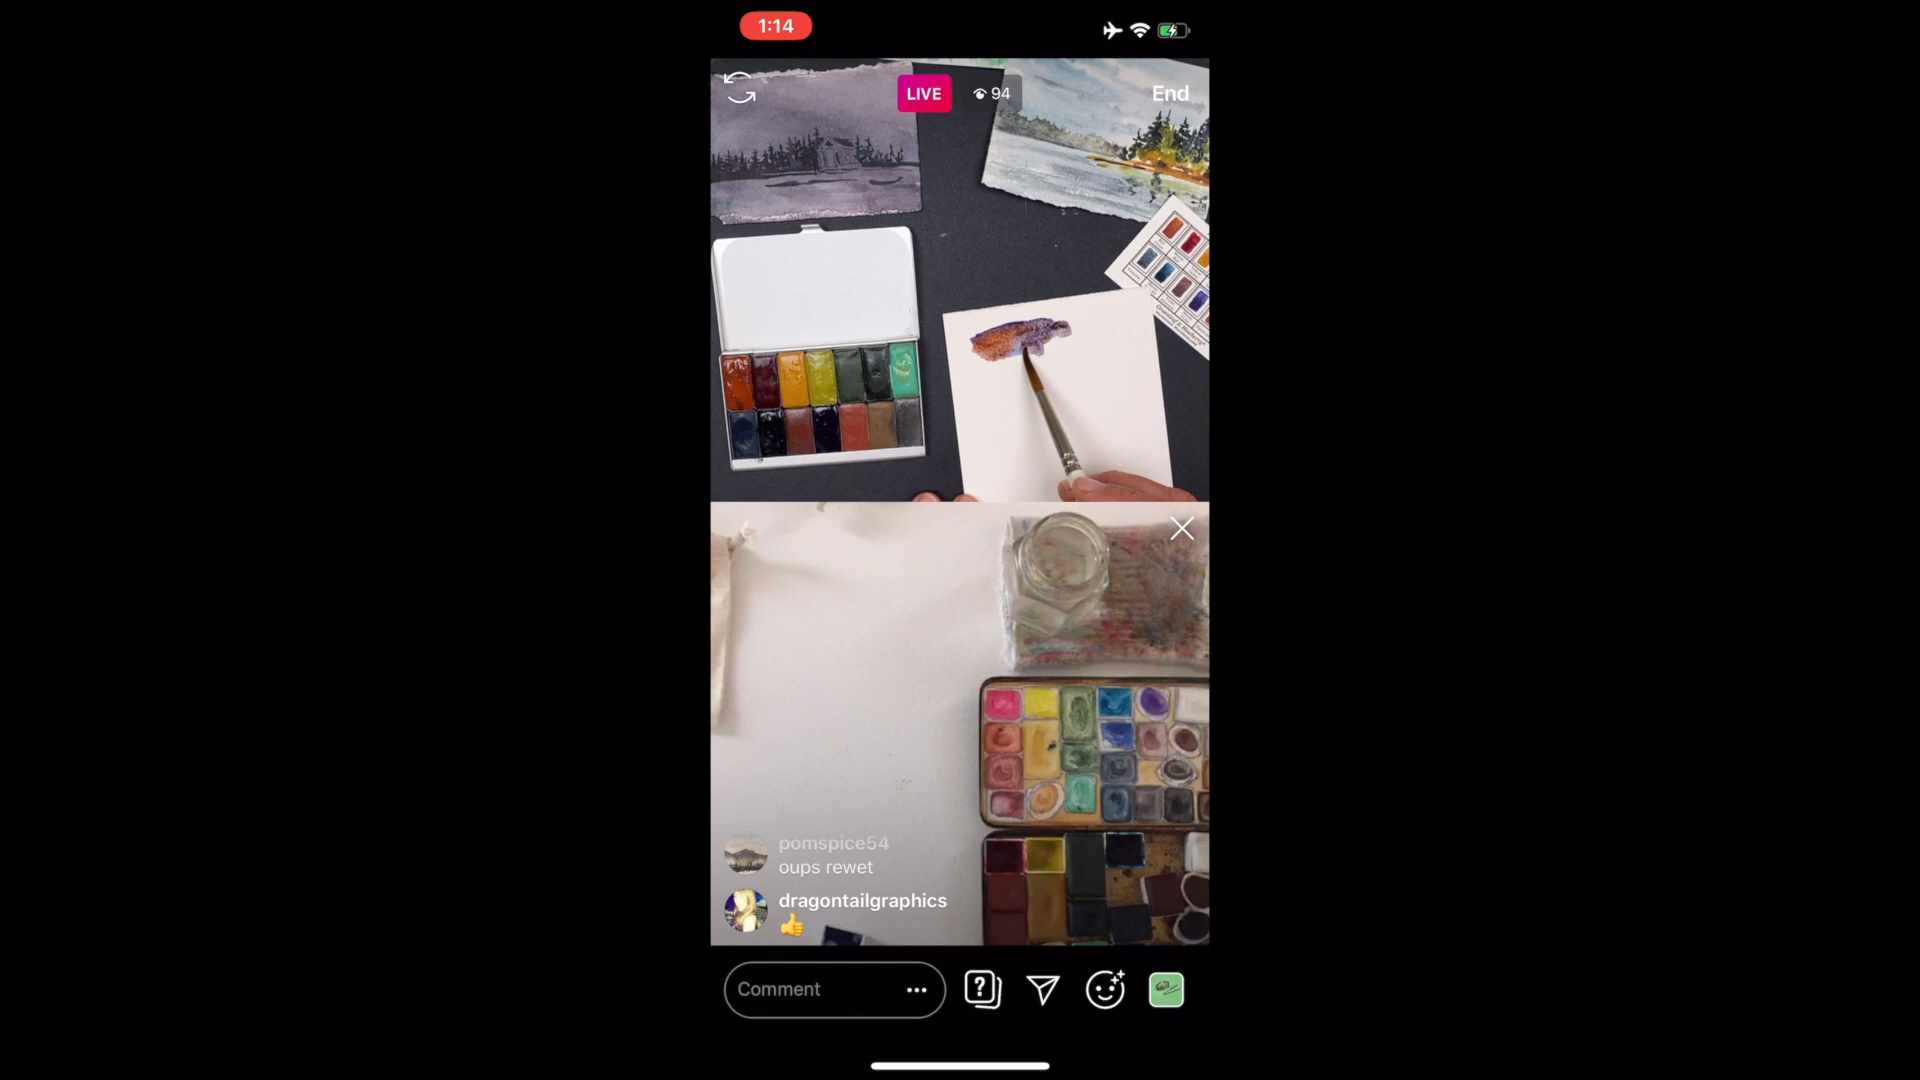 1:14
LIVE
94
End
pomspice54
oups rewet
dragontailgraphics
👍
Comment